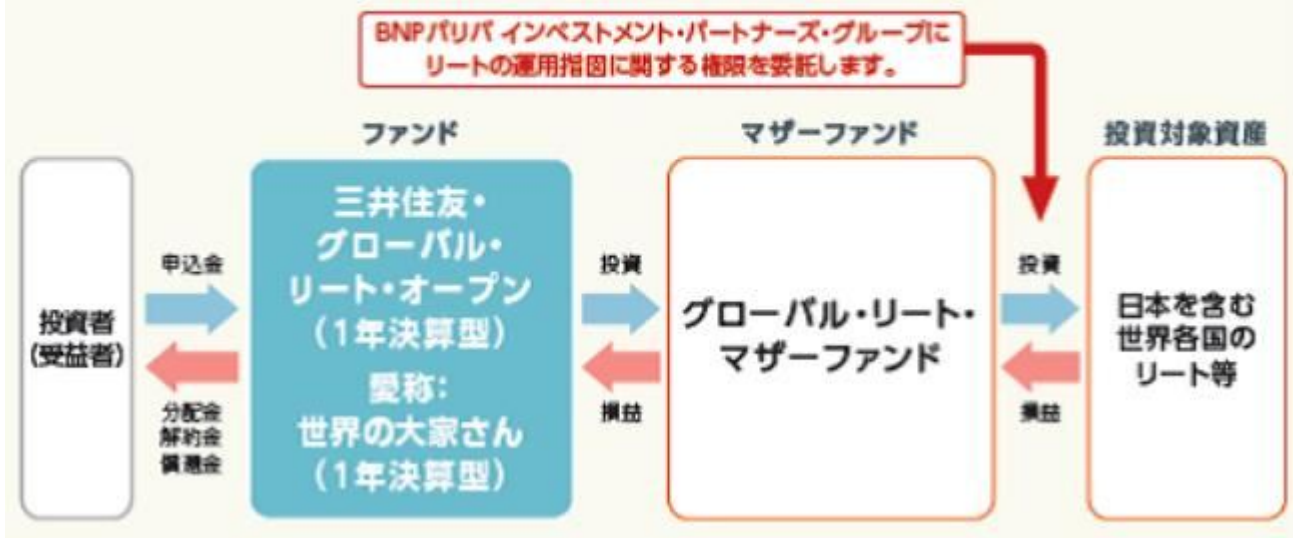 BNPパリバ インベストメント・パートナーズ・グループに
リートの運用指図に関する権限を委託します。
ファンド
マザーファンド
投資対象資産
投資者
(受益者)
申込金
分配金
解約金
償還金
三井住友・
グローバル・
リート・オープン
(1年決算型)
愛称:
世界の大家さん
(1年決算型)
投資
損益
グローバル・リート・
マザーファンド
投資
損益
日本を含む
世界各国の
リート等